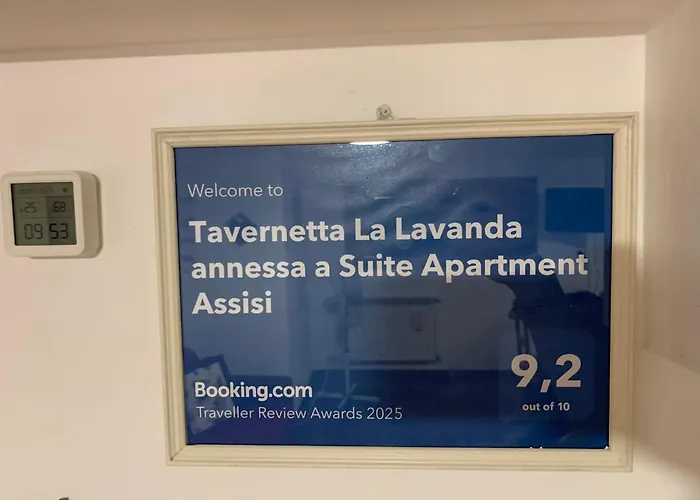 Welcome to
Tavernetta La Lavanda
annessa a Suite Apartment
Assisi
9,2
out of 10
Booking.com
Traveller Review Awards 2025
25 68
09 53